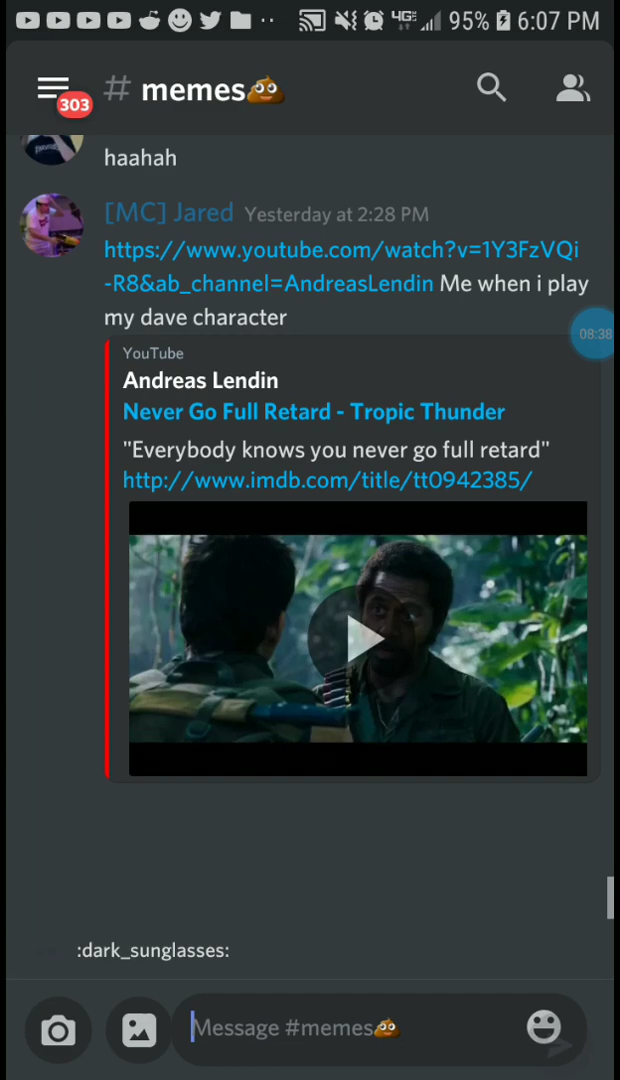 95% 6:07 PM
303
# memes💩
haahah
[MC] Jared Yesterday at 2:28 PM
https://www.youtube.com/watch?v=1Y3FzVQi
-R8&ab_channel=AndreasLendin Me when i play
my dave character
08:38
YouTube
Andreas Lendin
Never Go Full Retard - Tropic Thunder
"Everybody knows you never go full retard"
http://www.imdb.com/title/tt0942385/
:dark_sunglasses:
Message #memes💩